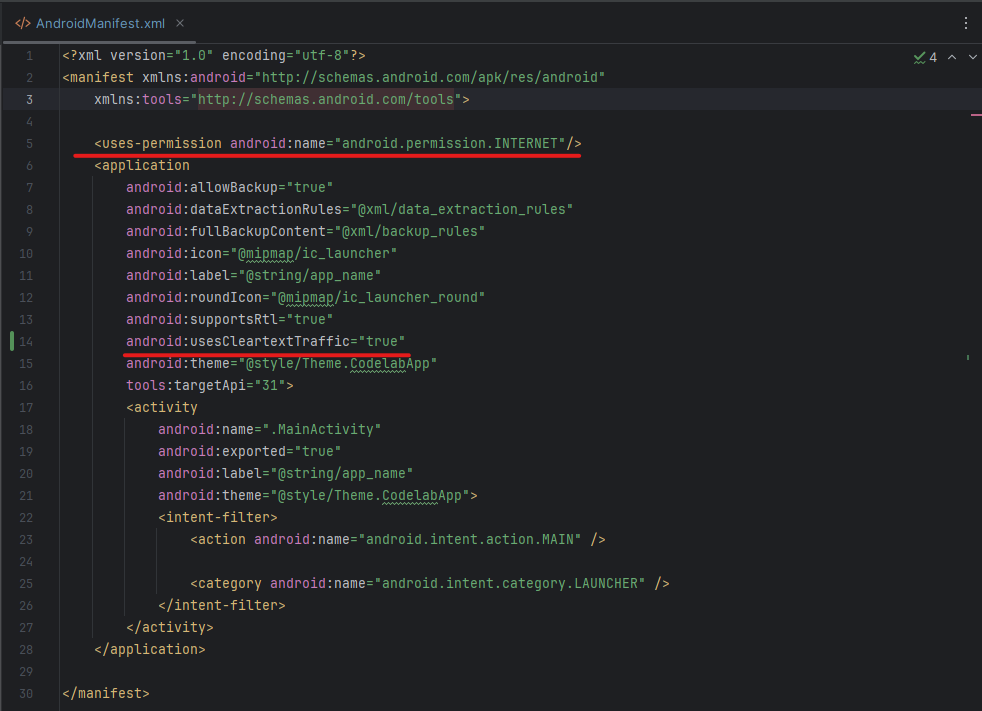 AndroidManifest.xml
4
1 <?xml version="1.0" encoding="utf-8"?>
2 <manifest xmlns:android="http://schemas.android.com/apk/res/android"
3 xmlns:tools="http://schemas.android.com/tools">
4
5 <uses-permission android:name="android.permission.INTERNET"/>
6 <application
7 android:allowBackup="true"
8 android:dataExtractionRules="@xml/data_extraction_rules"
9 android:fullBackupContent="@xml/backup_rules"
10 android:icon="@mipmap/ic_launcher"
11 android:label="@string/app_name"
12 android:roundIcon="@mipmap/ic_launcher_round"
13 android:supportsRtl="true"
14 android:usesCleartextTraffic="true"
15 android:theme="@style/Theme.CodelabApp"
16 tools:targetApi="31">
17 <activity
18 android:name=".MainActivity"
19 android:exported="true"
20 android:label="@string/app_name"
21 android:theme="@style/Theme.CodelabApp">
22 <intent-filter>
23 <action android:name="android.intent.action.MAIN" />
24
25 <category android:name="android.intent.category.LAUNCHER" />
26 </intent-filter>
27 </activity>
28 </application>
29
30 </manifest>